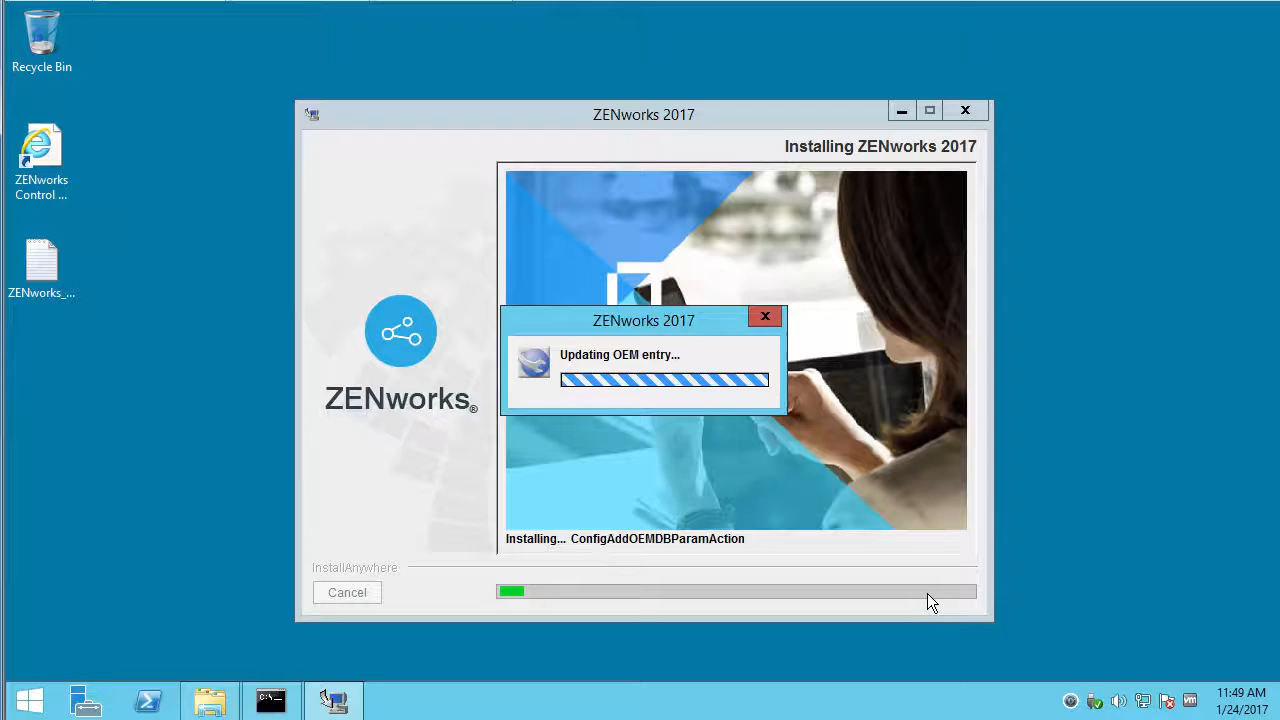 Recycle Bin
ZENworks
Control ...
ZENworks_...
ZENworks 2017
Installing ZENworks 2017
ZENworks®
ZENworks 2017
Updating OEM entry...
Installing... ConfigAddOEMDBParamAction
InstallAnywhere
Cancel
C:\
11:49 AM
1/24/2017